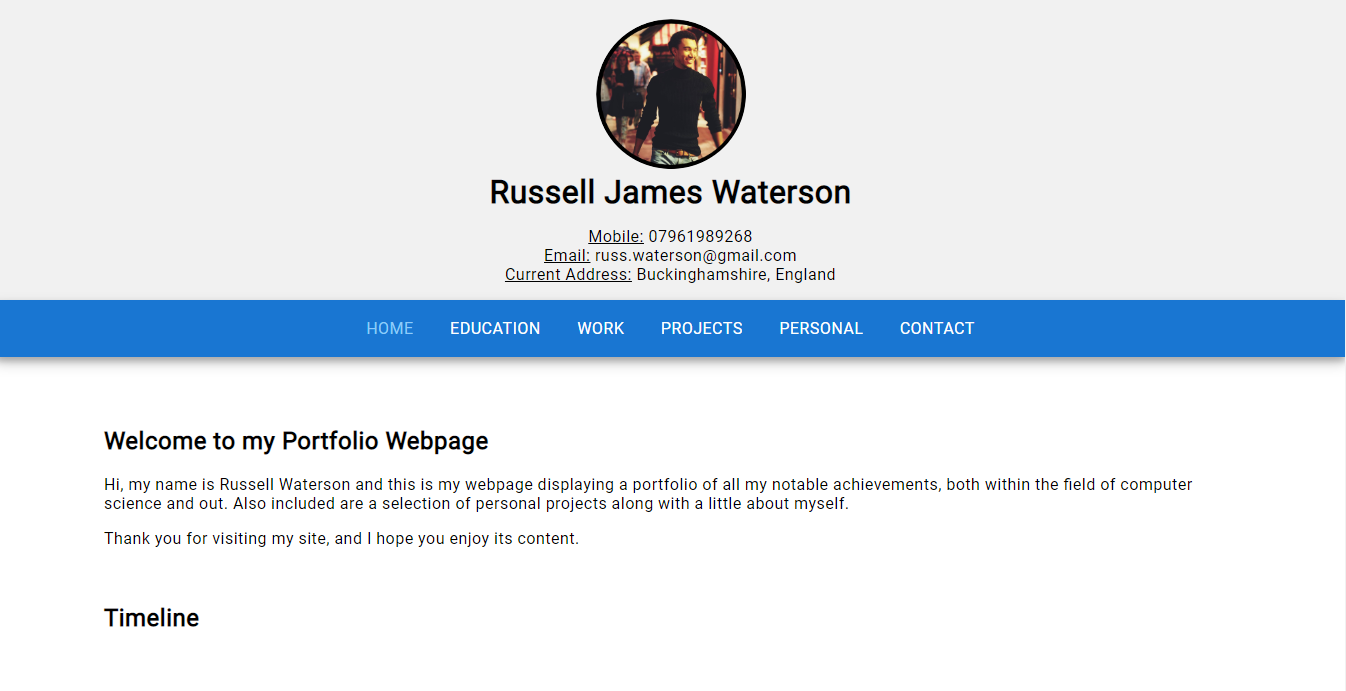 Russell James Waterson
Mobile: 07961989268
Email: russ.waterson@gmail.com
Current Address: Buckinghamshire, England
HOME EDUCATION WORK PROJECTS PERSONAL CONTACT
Welcome to my Portfolio Webpage
Hi, my name is Russell Waterson and this is my webpage displaying a portfolio of all my notable achievements, both within the field of computer
science and out. Also included are a selection of personal projects along with a little about myself.
Thank you for visiting my site, and I hope you enjoy its content.
Timeline